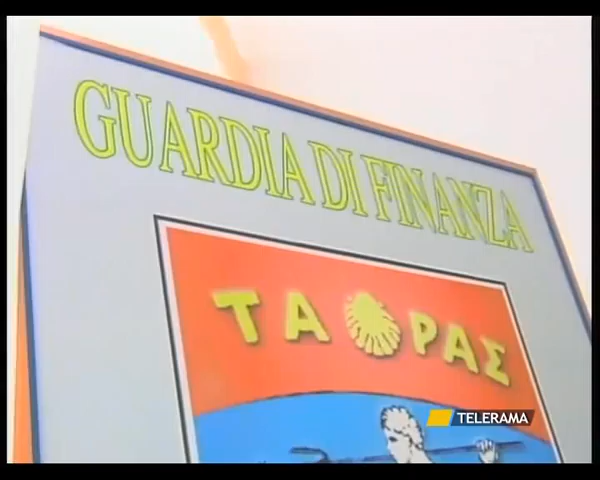 GUARDIA DI FINANZA
ΤΑ ΡΑΣ
TELERAMA